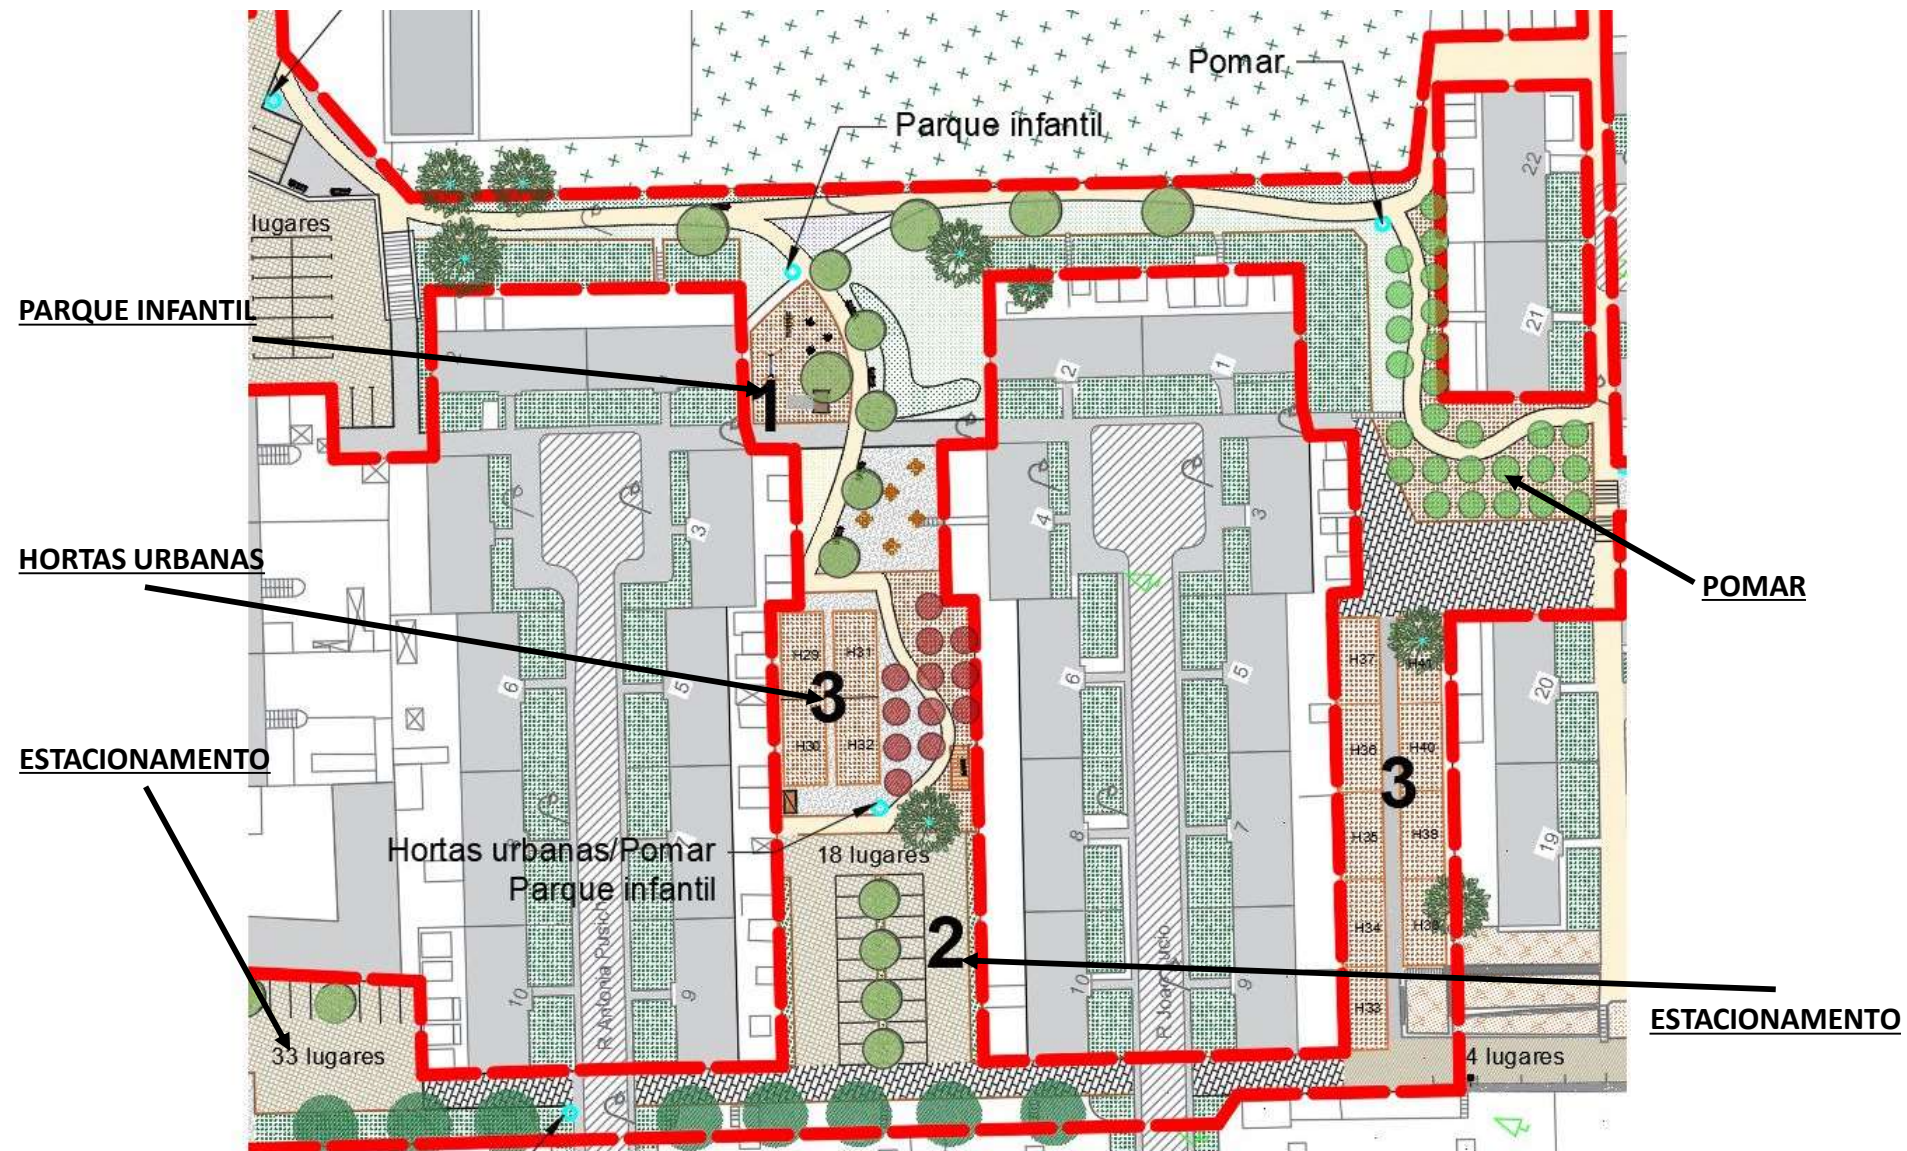 Pomar
Parque infantil
22
lugares
PARQUE INFANTIL
21
2
1
2
1
3
4
3
HORTAS URBANAS
POMAR
H29
H31
H37
H41
6
5
3
6
5
20
H30
H32
H36
H40
ESTACIONAMENTO
3
Hortas urbanas/Pomar
Parque infantil
18 lugares
8
7
H35
H39
19
2
H34
10
9
R Antonia Pusich
10
9
H33
ESTACIONAMENTO
33 lugares
4 lugares